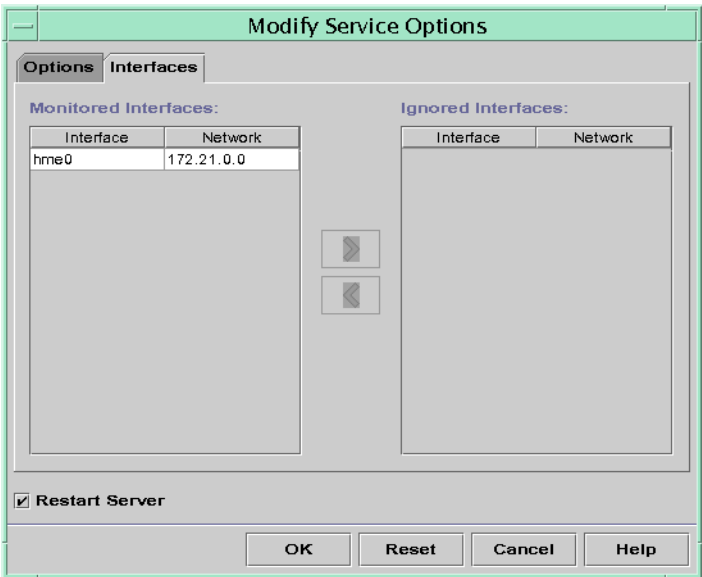 Modify Service Options
Options Interfaces
Monitored Interfaces: Ignored Interfaces:
Interface Network Interface Network
hme0 172.21.0.0
Restart Server
OK Reset Cancel Help